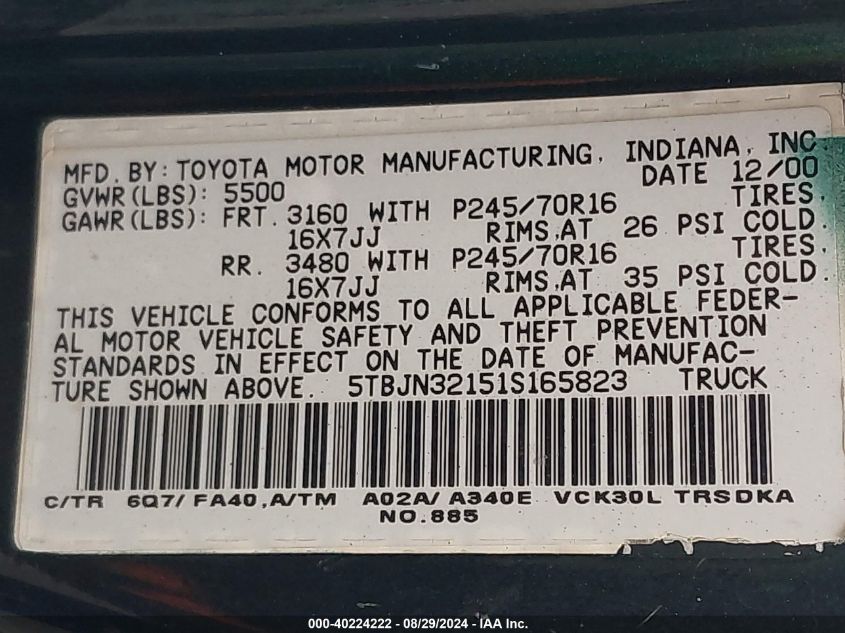 MFD. BY: TOYOTA MOTOR MANUFACTURING, INDIANA, INC.
GVWR(LBS): 5500 DATE 12/00
GAWR(LBS): FRT. 3160 WITH P245/70R16 TIRES,
16X7JJ RIMS,AT 26 PSI COLD.
RR. 3480 WITH P245/70R16 TIRES,
16X7JJ RIMS,AT 35 PSI COLD.
THIS VEHICLE CONFORMS TO ALL APPLICABLE FEDER-
AL MOTOR VEHICLE SAFETY AND THEFT PREVENTION
STANDARDS IN EFFECT ON THE DATE OF MANUFAC-
TURE SHOWN ABOVE. 5TBJN32151S165823 TRUCK
C/TR 6Q7/ FA40,A/TM A02A/ A340E VCK30L TRSDKA
NO.885
000-40224222 - 08/29/2024 - IAA Inc.